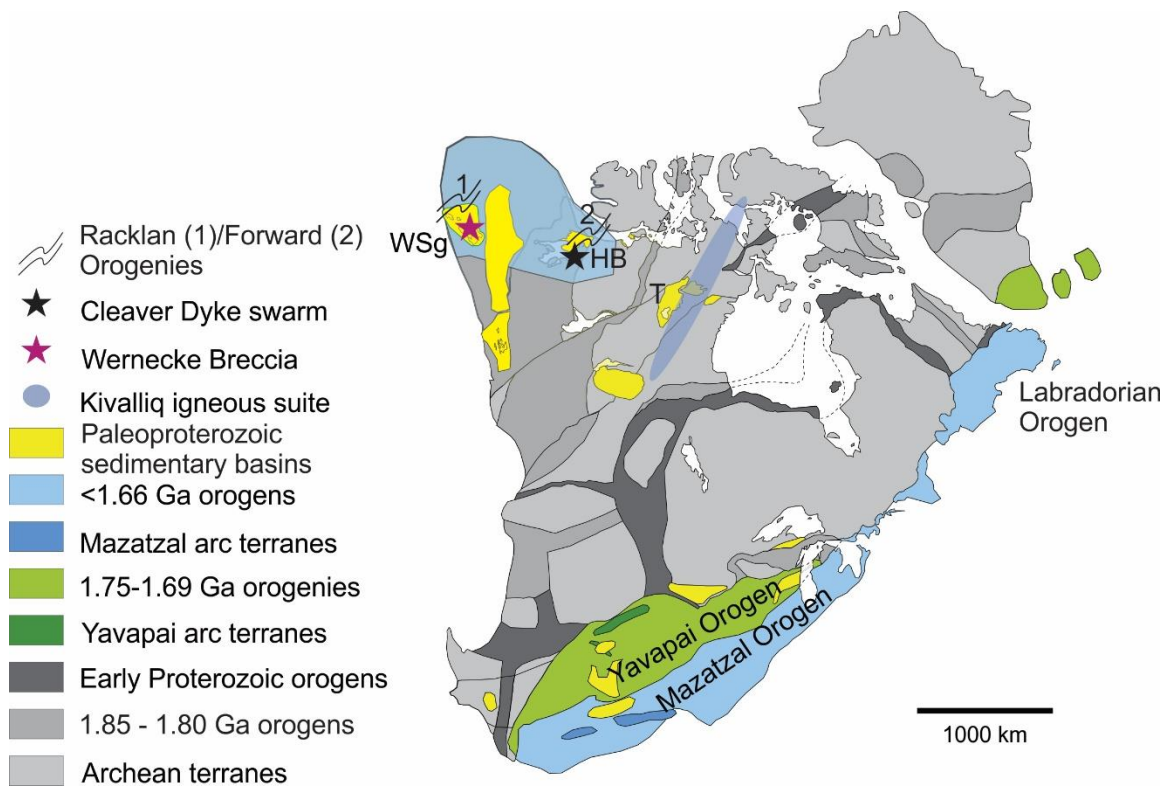 Racklan (1)/Forward (2)
Orogenies
Cleaver Dyke swarm
Wernecke Breccia
Kivalliq igneous suite
Paleoproterozoic
sedimentary basins
<1.66 Ga orogens
Mazatzal arc terranes
1.75-1.69 Ga orogenies
Yavapai arc terranes
Early Proterozoic orogens
1.85 - 1.80 Ga orogens
Archean terranes
1
WSg
2
HB
T
Labradorian
Orogen
Yavapai Orogen
Mazatzal Orogen
1000 km